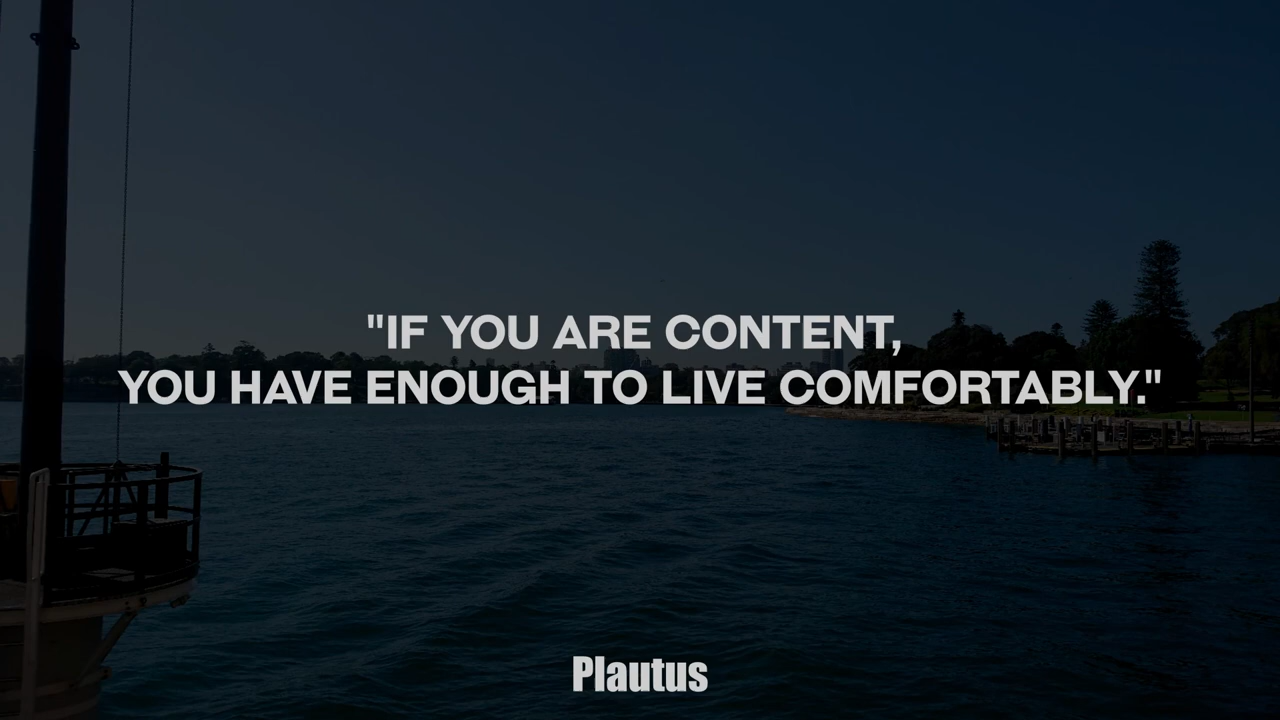 "IF YOU ARE CONTENT,
YOU HAVE ENOUGH TO LIVE COMFORTABLY."
Plautus